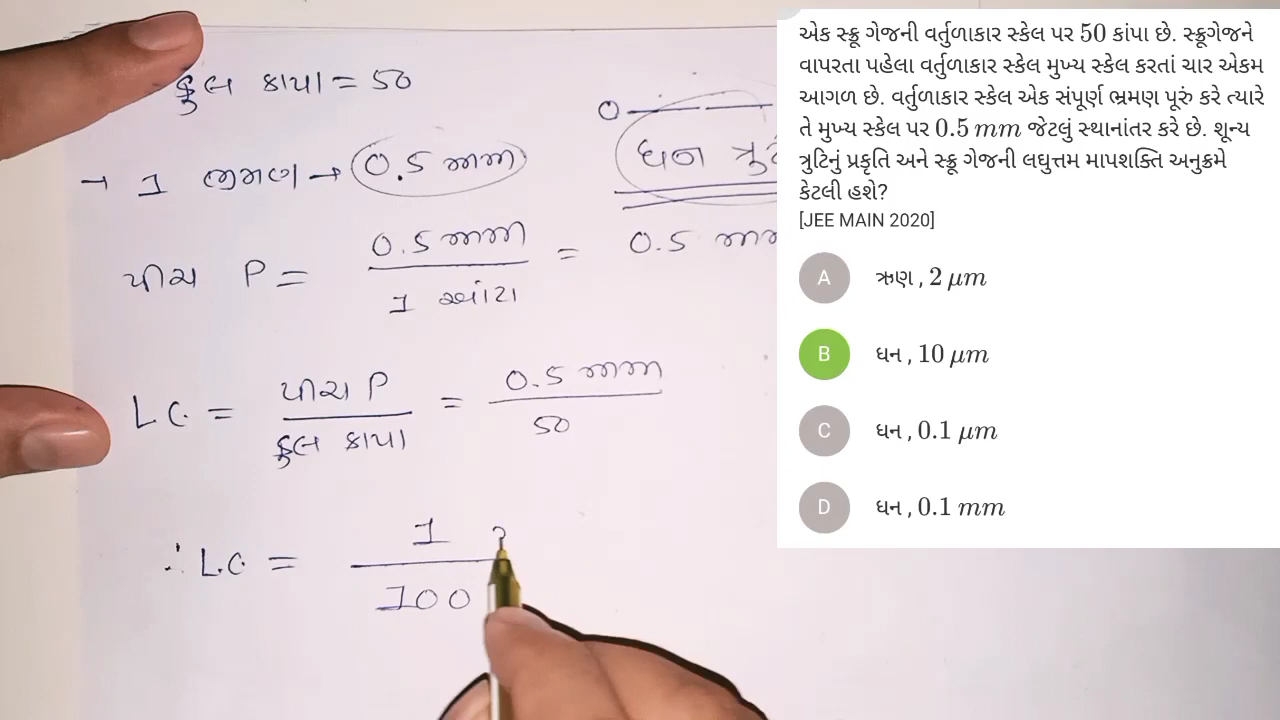 કુલ કાપા = 50
0
→ 1 ભ્રમણ → 0.5 mm
ધન
પીચ P = 0.5 mm / 1 આંટા = 0.5
LC = પીચ P / કુલ કાપા = 0.5 mm / 50
∴ L.C = 1 / 100
એક સ્ક્રૂ ગેજની વર્તુળાકાર સ્કેલ પર 50 કાંપા છે. સ્ક્રૂગેજને
વાપરતા પહેલા વર્તુળાકાર સ્કેલ મુખ્ય સ્કેલ કરતાં ચાર એકમ
આગળ છે. વર્તુળાકાર સ્કેલ એક સંપૂર્ણ ભ્રમણ પૂરું કરે ત્યારે
તે મુખ્ય સ્કેલ પર 0.5 mm જેટલું સ્થાનાંતર કરે છે. શૂન્ય
ત્રુટિનું પ્રકૃતિ અને સ્ક્રૂ ગેજની લઘુત્તમ માપશક્તિ અનુક્રમે
કેટલી હશે?
[JEE MAIN 2020]
A ઋણ , 2 μm
B ધન , 10 μm
C ધન , 0.1 μm
D ધન , 0.1 mm